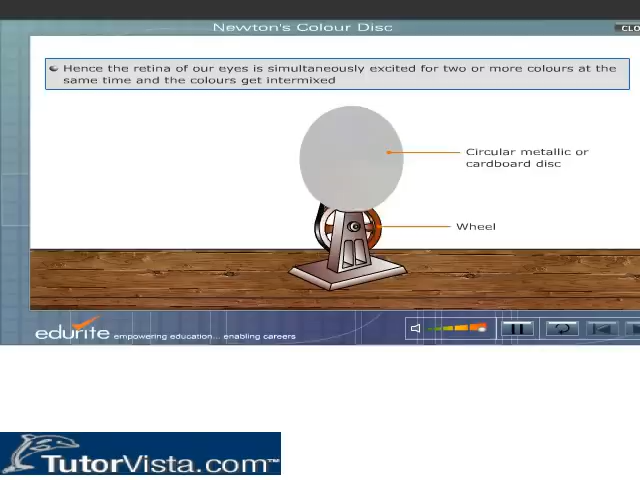 Newton's Colour Disc
CLO
Hence the retina of our eyes is simultaneously excited for two or more colours at the
same time and the colours get intermixed
Circular metallic or
cardboard disc
Wheel
edurite empowering education... enabling careers
TutorVista.com™